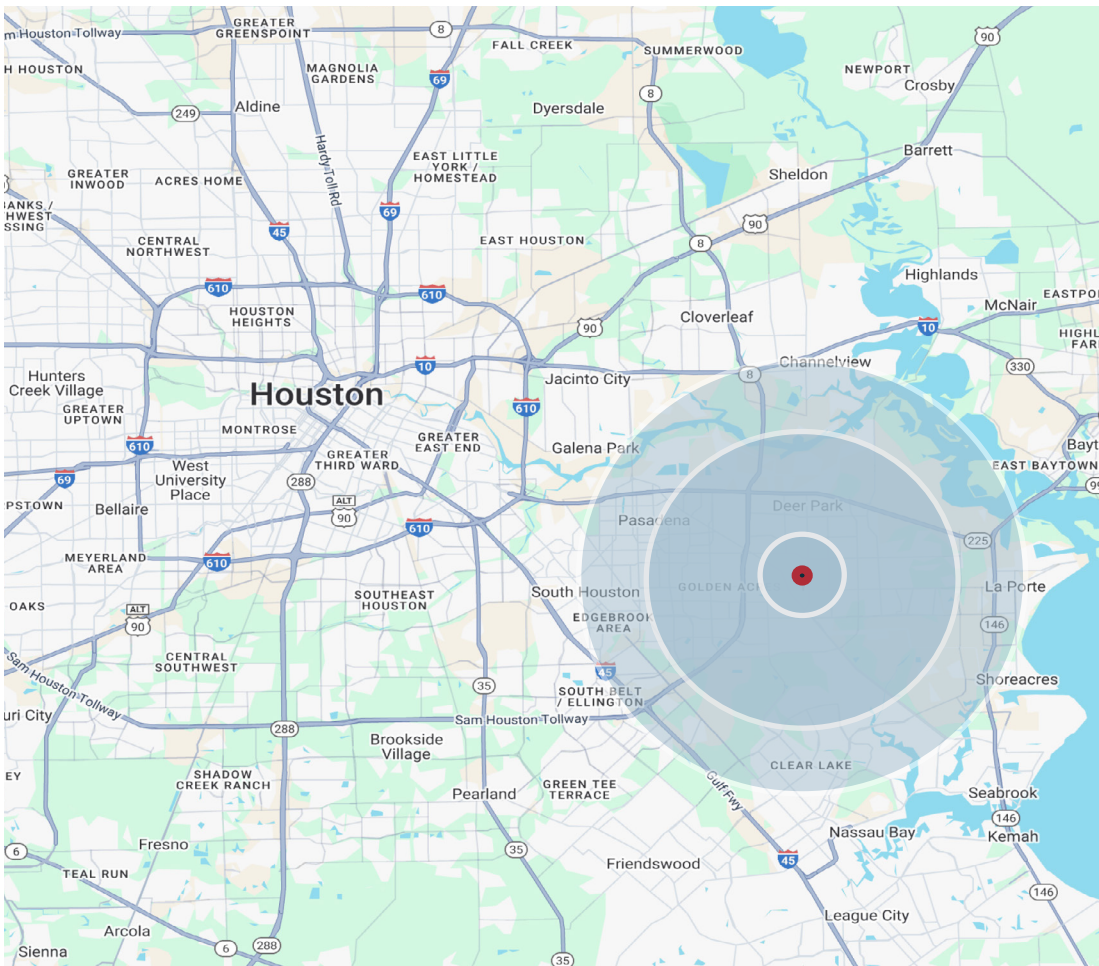 GREATER
GREENSPOINT
m Houston Tollway
8
FALL CREEK
SUMMERWOOD
90
H HOUSTON
MAGNOLIA
GARDENS
69
NEWPORT
Crosby
249
Aldine
8
Dyersdale
Hardy Toll Rd
Barrett
EAST LITTLE
YORK /
HOMESTEAD
GREATER
INWOOD
ACRES HOME
Sheldon
BANKS /
HWEST
SSING
69
45
90
CENTRAL
NORTHWEST
EAST HOUSTON
8
Highlands
610
610
McNair
EASTPO
HOUSTON
HEIGHTS
90
Cloverleaf
10
HIGHL
FAR
10
Channelview
330
Hunters
Creek Village
Houston
Jacinto City
8
GREATER
UPTOWN
610
MONTROSE
610
GREATER
EAST END
Galena Park
Bayt
GREATER
THIRD WARD
EAST BAYTOWN
69
West
University
Place
288
99
PSTOWN
Bellaire
ALT
90
610
Pasadena
Deer Park
225
MEYERLAND
AREA
610
GOLDEN AC
La Porte
OAKS
ALT
90
SOUTHEAST
HOUSTON
South Houston
EDGEBROOK
AREA
146
CENTRAL
SOUTHWEST
45
Sam Houston Tollway
35
SOUTH BELT
/ ELLINGTON
Shoreacres
uri City
288
Sam Houston Tollway
Brookside
Village
CLEAR LAKE
EY
SHADOW
CREEK RANCH
Pearland
GREEN TEE
TERRACE
Gulf Fwy
Seabrook
146
Kemah
6
Fresno
35
Nassau Bay
Friendswood
45
TEAL RUN
146
League City
Arcola
6
288
Sienna
35